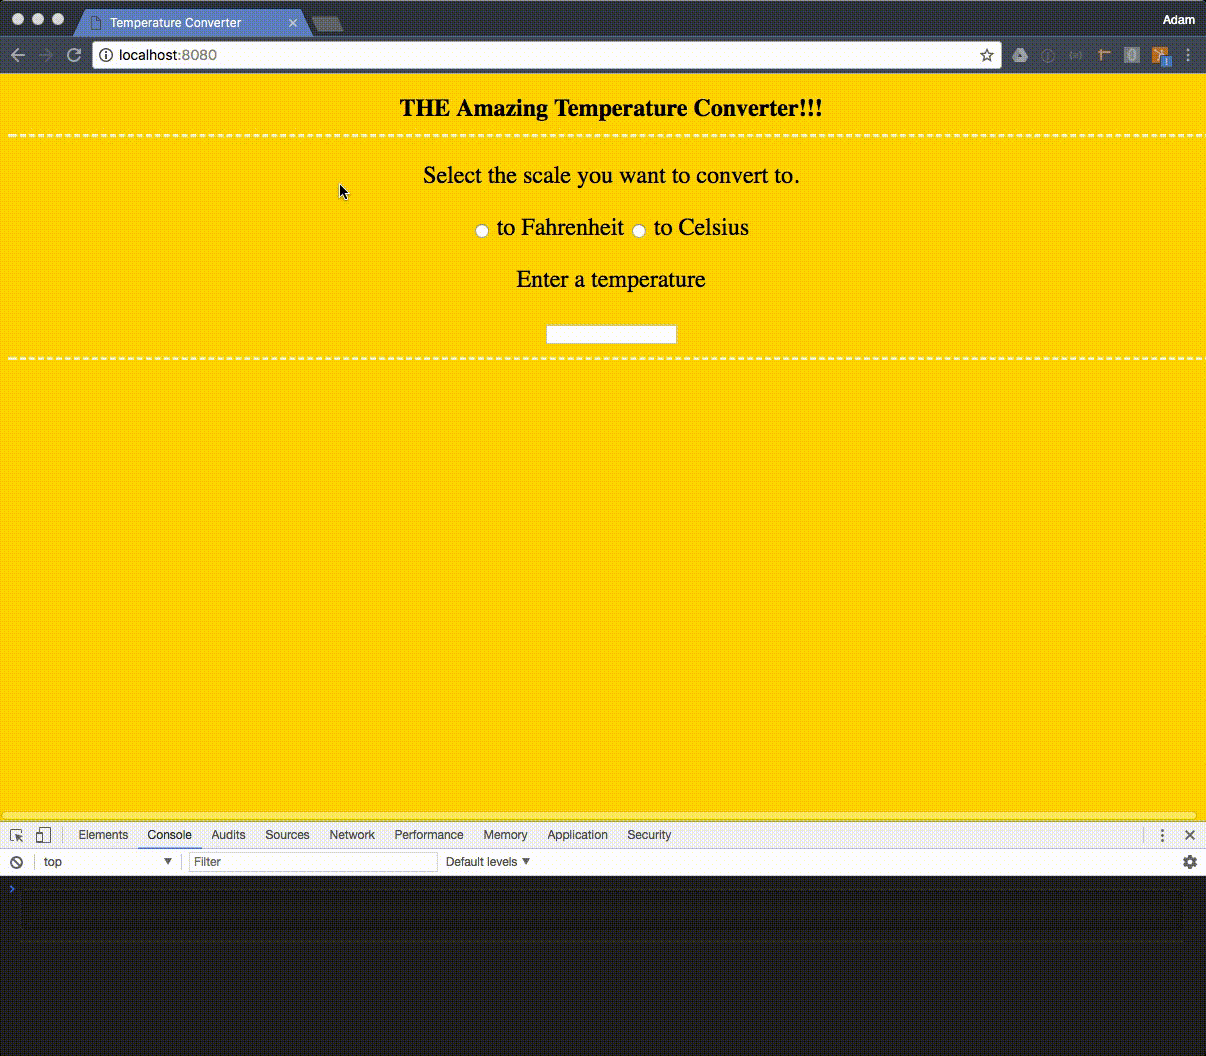 Temperature Converter
Adam
localhost:8080
THE Amazing Temperature Converter!!!
Select the scale you want to convert to.
to Fahrenheit to Celsius
Enter a temperature
Elements Console Audits Sources Network Performance Memory Application Security
top Filter Default levels